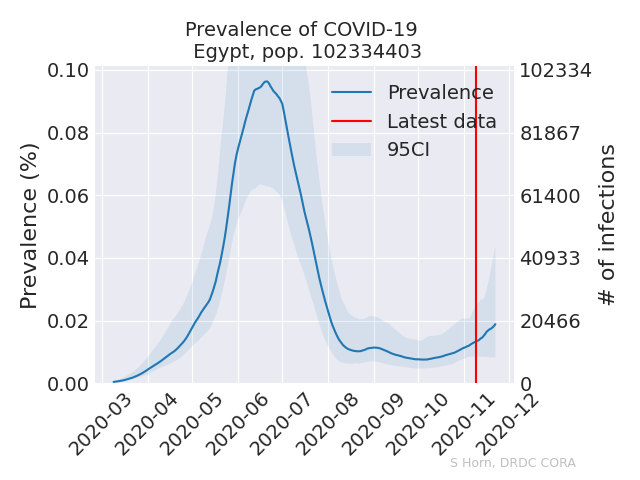 Prevalence of COVID-19
Egypt, pop. 102334403
Prevalence (%)
0.10
0.08
0.06
0.04
0.02
0.00
Prevalence
Latest data
95CI
102334
81867
61400
40933
20466
0
# of infections
2020-03
2020-04
2020-05
2020-06
2020-07
2020-08
2020-09
2020-10
2020-11
2020-12
S Horn, DRDC CORA